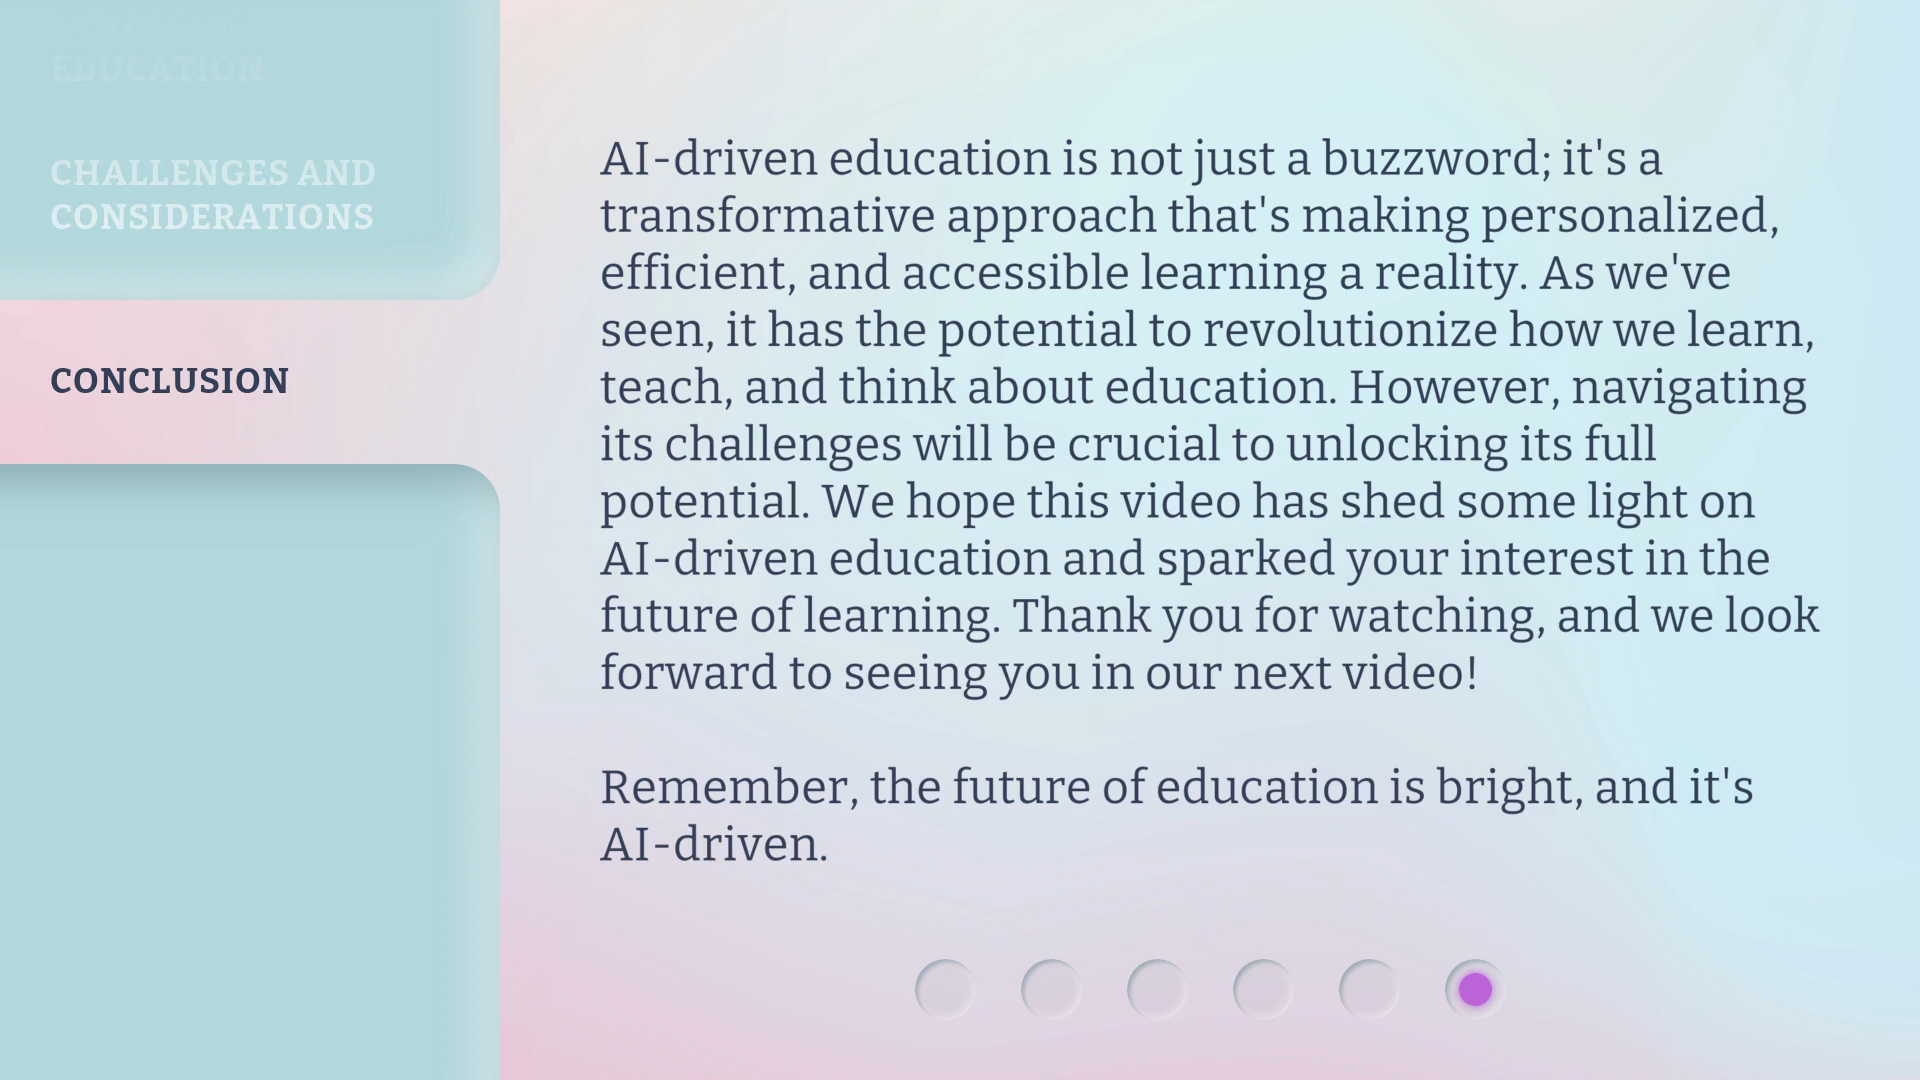 EDUCATION
CHALLENGES AND
CONSIDERATIONS
CONCLUSION
AI-driven education is not just a buzzword; it's a
transformative approach that's making personalized,
efficient, and accessible learning a reality. As we've
seen, it has the potential to revolutionize how we learn,
teach, and think about education. However, navigating
its challenges will be crucial to unlocking its full
potential. We hope this video has shed some light on
AI-driven education and sparked your interest in the
future of learning. Thank you for watching, and we look
forward to seeing you in our next video!
Remember, the future of education is bright, and it's
AI-driven.